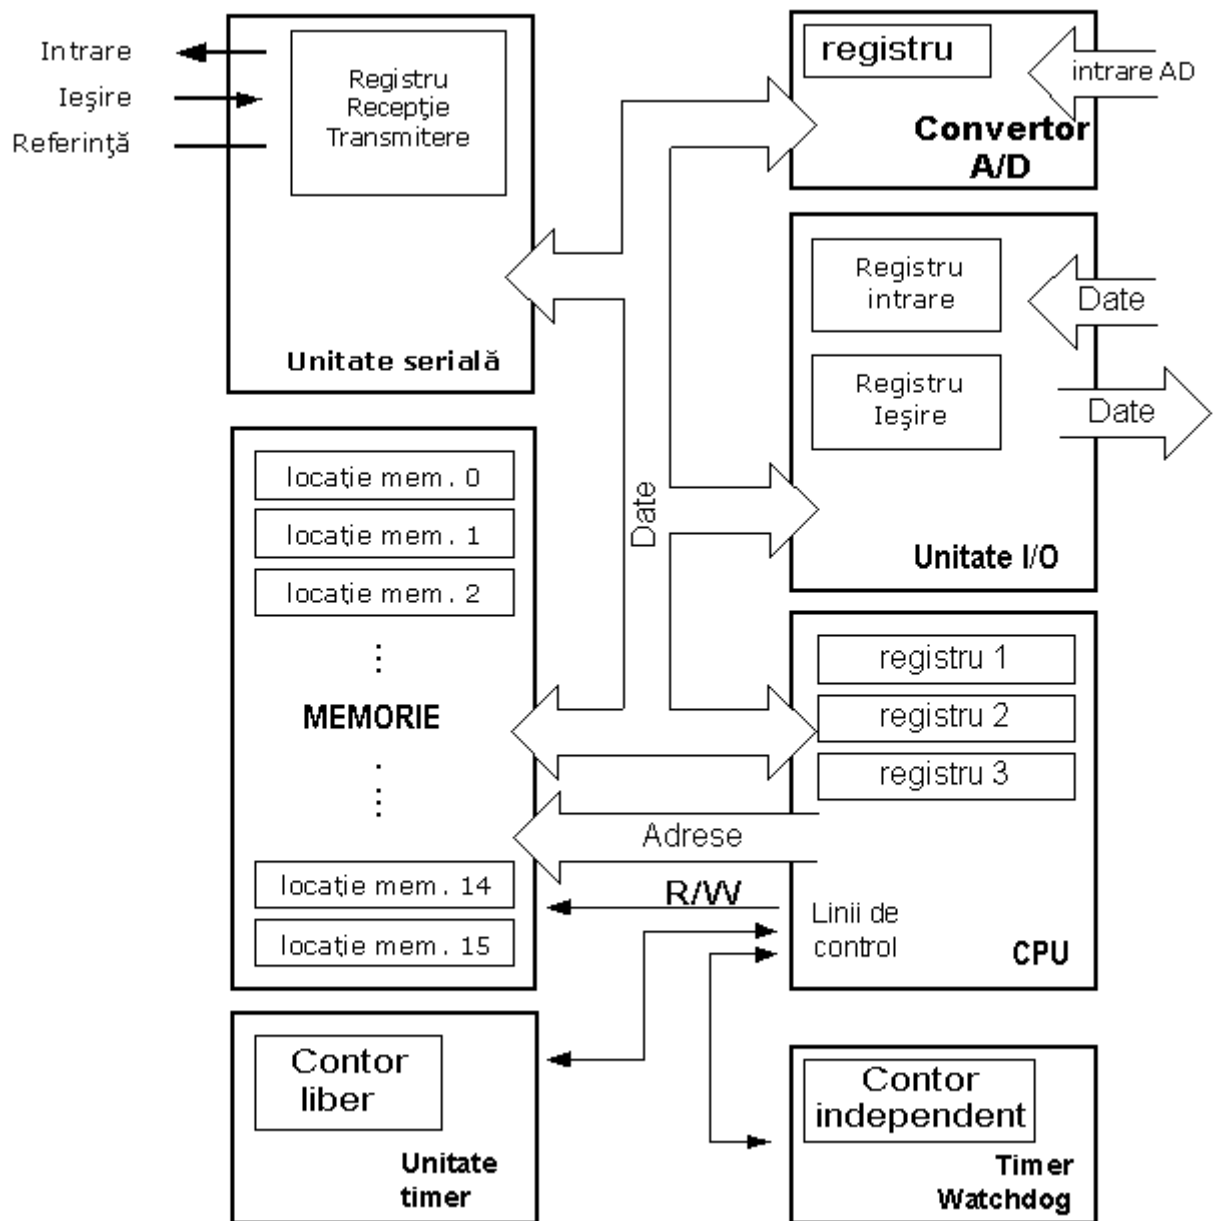 Intrare
Ieşire
Referinţă
Registru
Recepţie
Transmitere
Unitate serială
registru
intrare AD
Convertor
A/D
Registru
intrare
Date
Registru
Ieşire
Date
Unitate I/O
Date
locaţie mem. 0
locaţie mem. 1
locaţie mem. 2
⋮
MEMORIE
⋮
locaţie mem. 14
locaţie mem. 15
registru 1
registru 2
registru 3
Adrese
R/W
Linii de
control
CPU
Contor
liber
Unitate
timer
Contor
independent
Timer
Watchdog